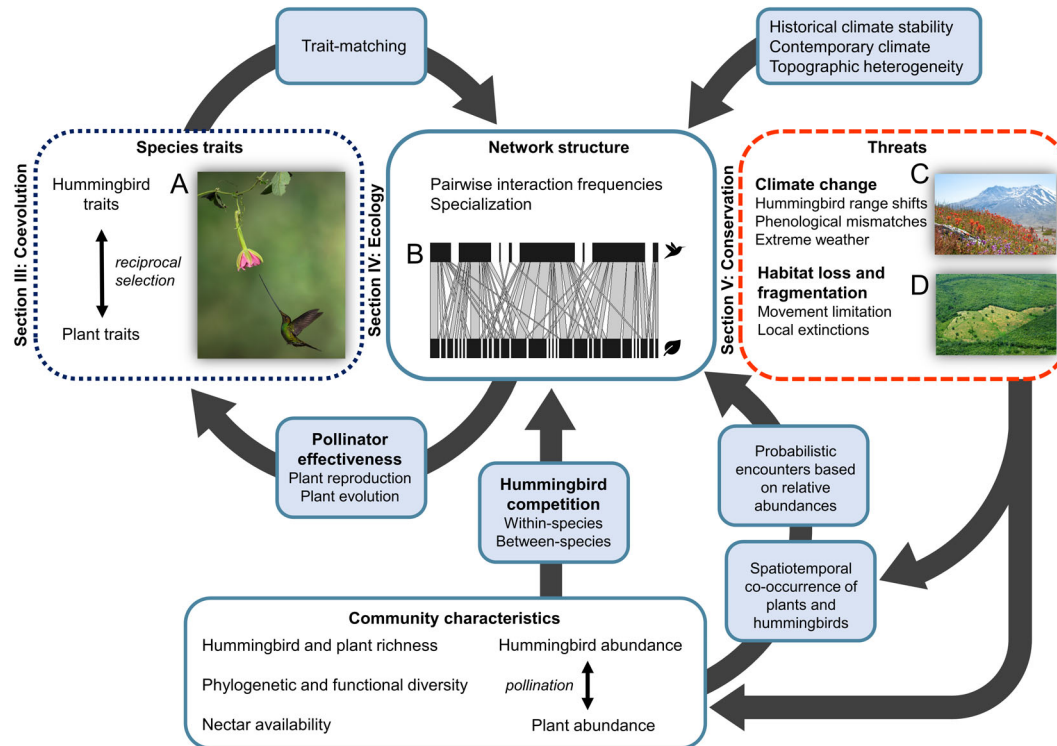 Trait-matching
Historical climate stability
Contemporary climate
Topographic heterogeneity
Section III: Coevolution
Species traits
Hummingbird
traits
A
reciprocal
selection
Plant traits
Section IV: Ecology
Network structure
Pairwise interaction frequencies
Specialization
B
Section V: Conservation
Threats
Climate change
Hummingbird range shifts
Phenological mismatches
Extreme weather
C
Habitat loss and
fragmentation
Movement limitation
Local extinctions
D
Pollinator
effectiveness
Plant reproduction
Plant evolution
Hummingbird
competition
Within-species
Between-species
Probabilistic
encounters based
on relative
abundances
Spatiotemporal
co-occurrence of
plants and
hummingbirds
Community characteristics
Hummingbird and plant richness
Phylogenetic and functional diversity
Nectar availability
Hummingbird abundance
pollination
Plant abundance